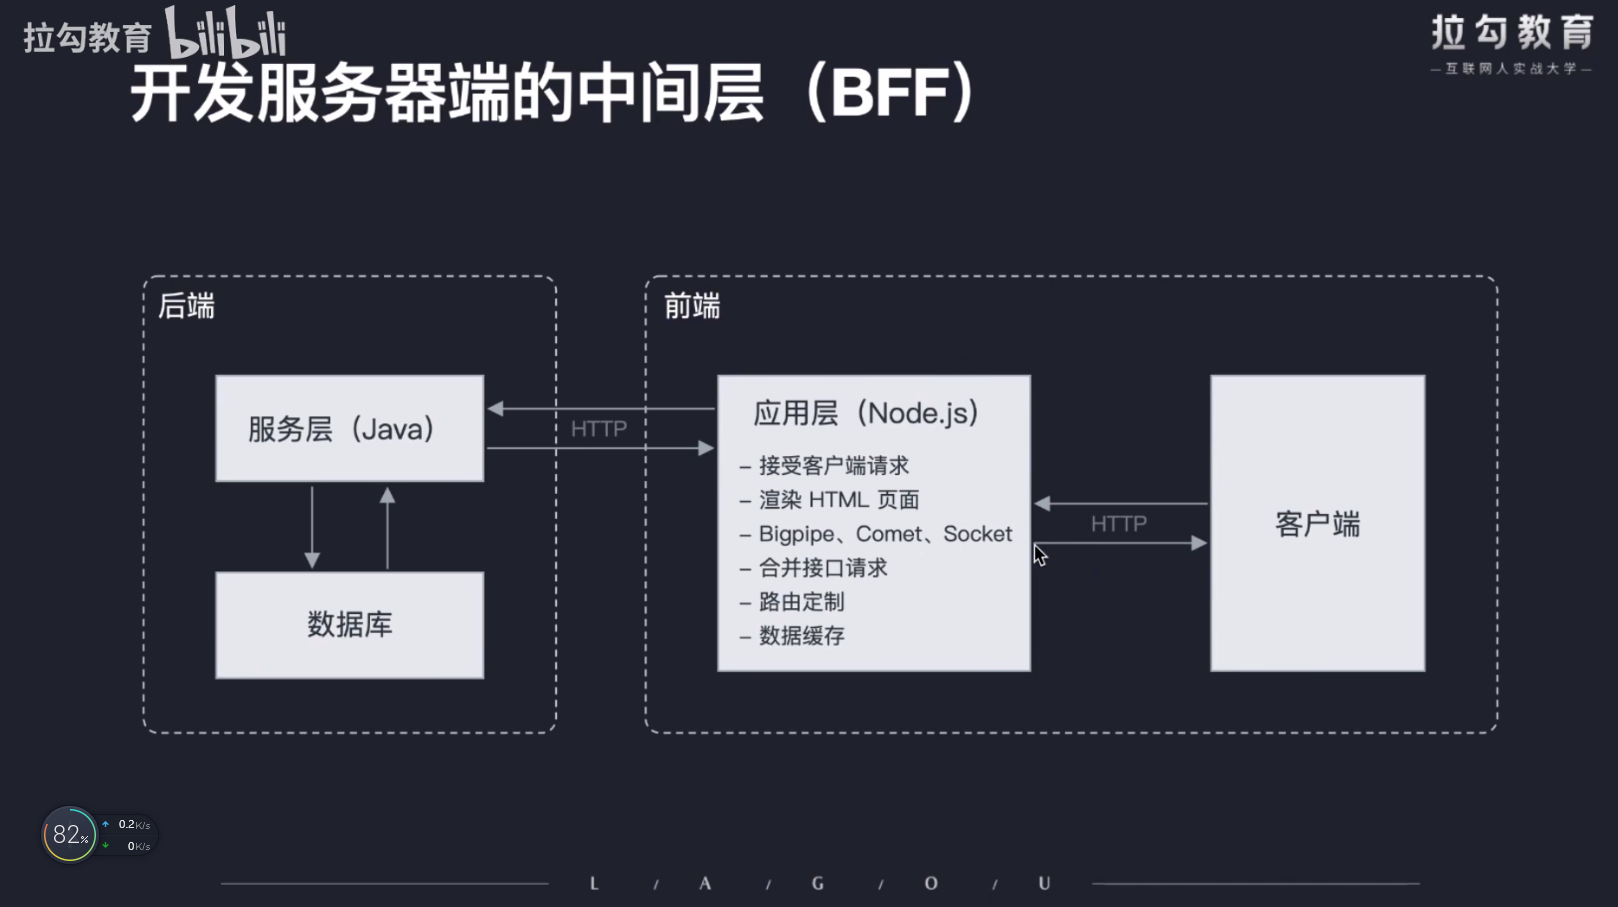 拉勾教育 bilibili
拉勾教育
—互联网人实战大学—
开发服务器端的中间层（BFF）
后端
服务层（Java）
数据库
HTTP
前端
应用层（Node.js）
– 接受客户端请求
– 渲染 HTML 页面
– Bigpipe、Comet、Socket
– 合并接口请求
– 路由定制
– 数据缓存
HTTP
客户端
82%
0.2K/s
0K/s
L / A / G / O / U